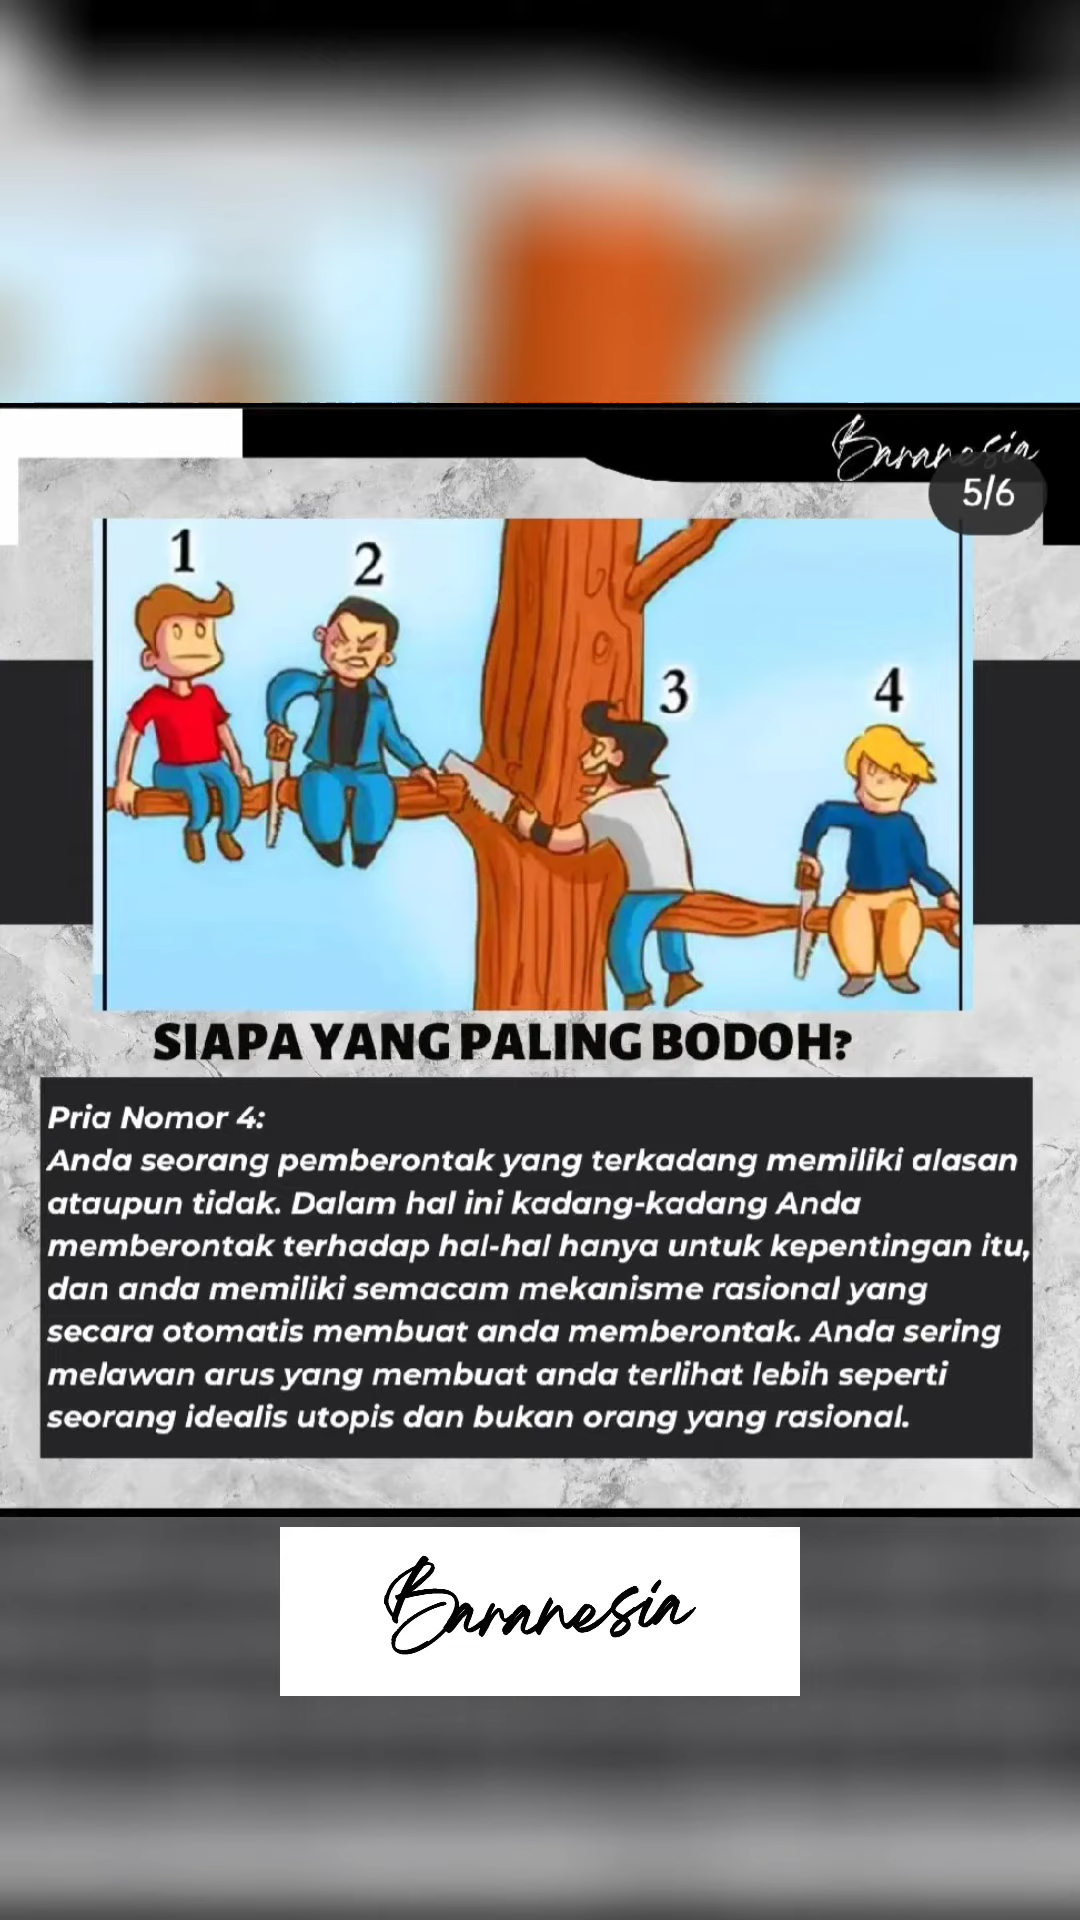 Baranesia
5/6
1
2
3
4
SIAPA YANG PALING BODOH?
Pria Nomor 4:
Anda seorang pemberontak yang terkadang memiliki alasan
ataupun tidak. Dalam hal ini kadang-kadang Anda
memberontak terhadap hal-hal hanya untuk kepentingan itu,
dan anda memiliki semacam mekanisme rasional yang
secara otomatis membuat anda memberontak. Anda sering
melawan arus yang membuat anda terlihat lebih seperti
seorang idealis utopis dan bukan orang yang rasional.
Baranesia